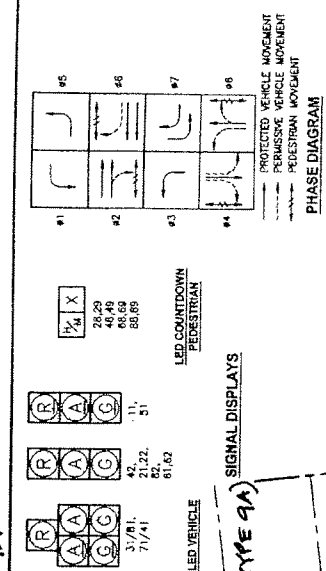 R
A A
G G
31/81,
71/41
LED VEHICLE
R
A
G
42,
21,22,
82,
61,62
R
A
G
11,
51
H/M X
28,29
48,49
68,69
88,89
LED COUNTDOWN
PEDESTRIAN
SIGNAL DISPLAYS
TYPE 9A)
ø1
ø5
ø2
ø6
ø3
ø7
ø4
ø8
PROTECTED VEHICLE MOVEMENT
PERMISSIVE VEHICLE MOVEMENT
PEDESTRIAN MOVEMENT
PHASE DIAGRAM